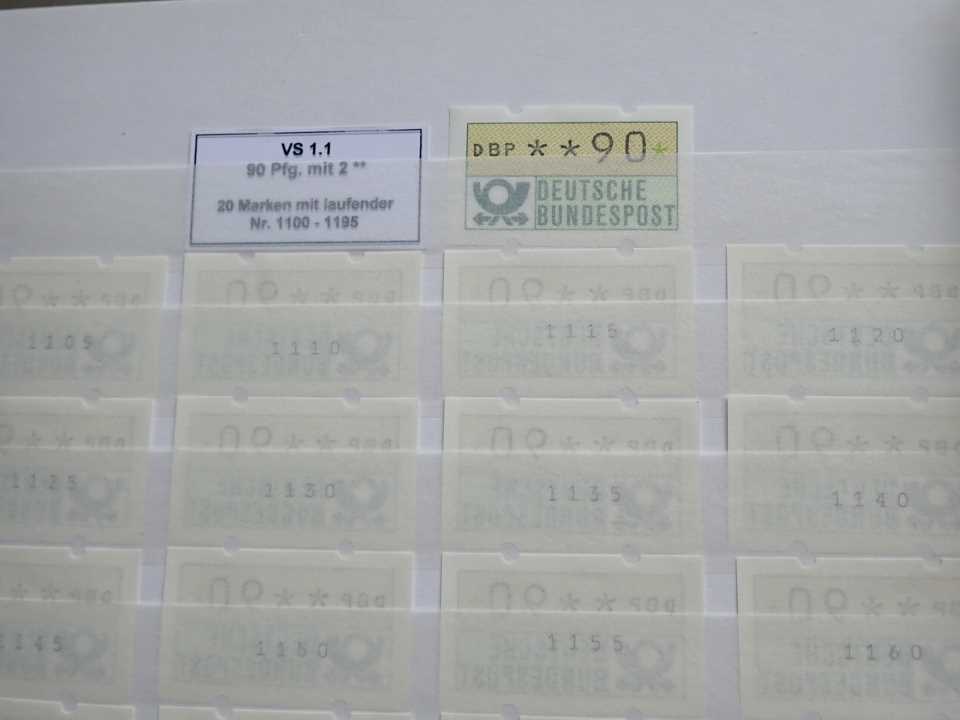 VS 1.1
90 Pfg. mit 2 **
20 Marken mit laufender
Nr. 1100 - 1195
DBP **90*
DEUTSCHE
BUNDESPOST
1105
1110
1115
1120
1125
1130
1135
1140
1145
1150
1155
1160